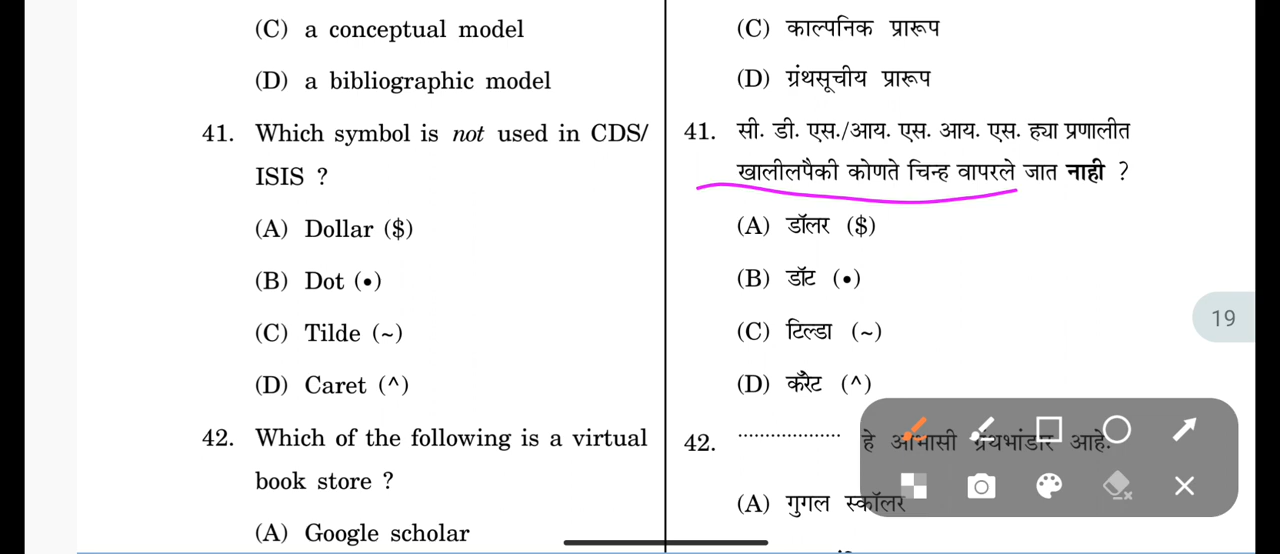 (C) a conceptual model
(D) a bibliographic model
41. Which symbol is not used in CDS/
ISIS ?
(A) Dollar ($)
(B) Dot (•)
(C) Tilde (~)
(D) Caret (^)
42. Which of the following is a virtual
book store ?
(A) Google scholar
(C) काल्पनिक प्रारूप
(D) ग्रंथसूचीय प्रारूप
41. सी. डी. एस./आय. एस. आय. एस. ह्या प्रणालीत
खालीलपैकी कोणते चिन्ह वापरले जात नाही ?
(A) डॉलर ($)
(B) डॉट (•)
(C) टिल्डा (~)
(D) कॅरेट (^)
42. .................. हे आभासी ग्रंथभांडार आहे.
(A) गुगल स्कॉलर
19